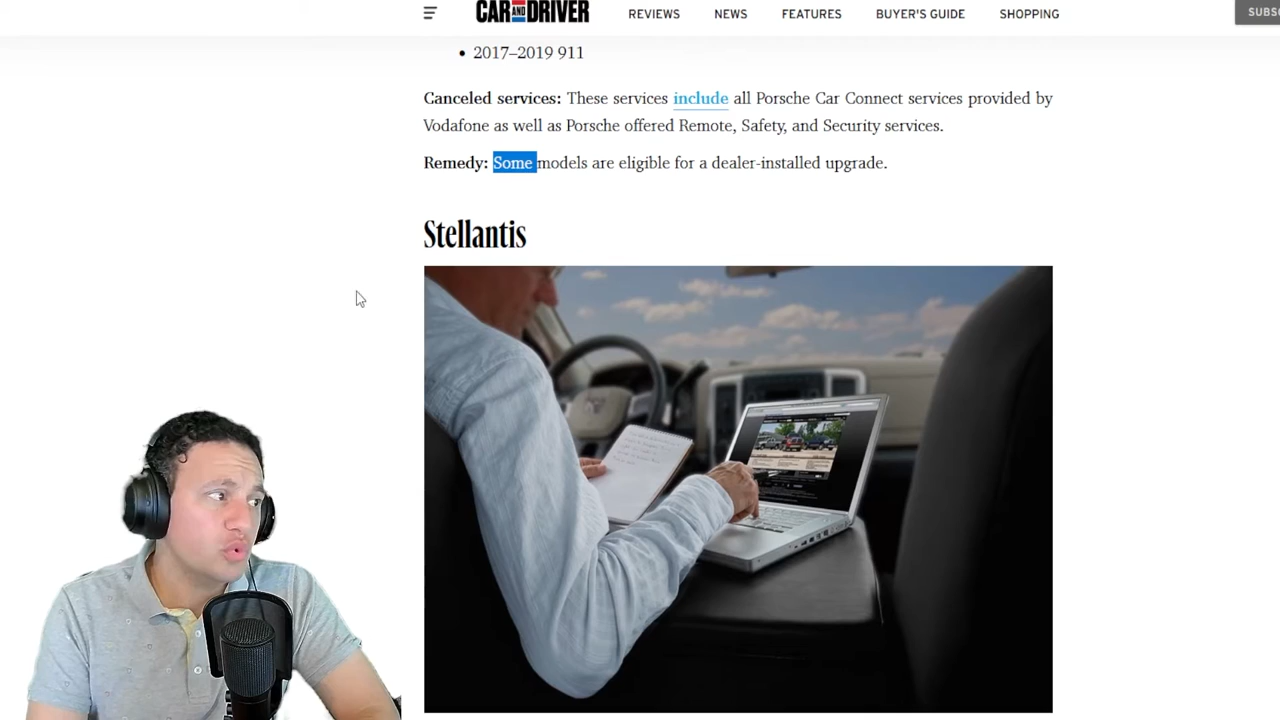 CAR AND DRIVER
REVIEWS
NEWS
FEATURES
BUYER'S GUIDE
SHOPPING
SUBSC
• 2017–2019 911
Canceled services: These services include all Porsche Car Connect services provided by
Vodafone as well as Porsche offered Remote, Safety, and Security services.
Remedy: Some models are eligible for a dealer-installed upgrade.
Stellantis